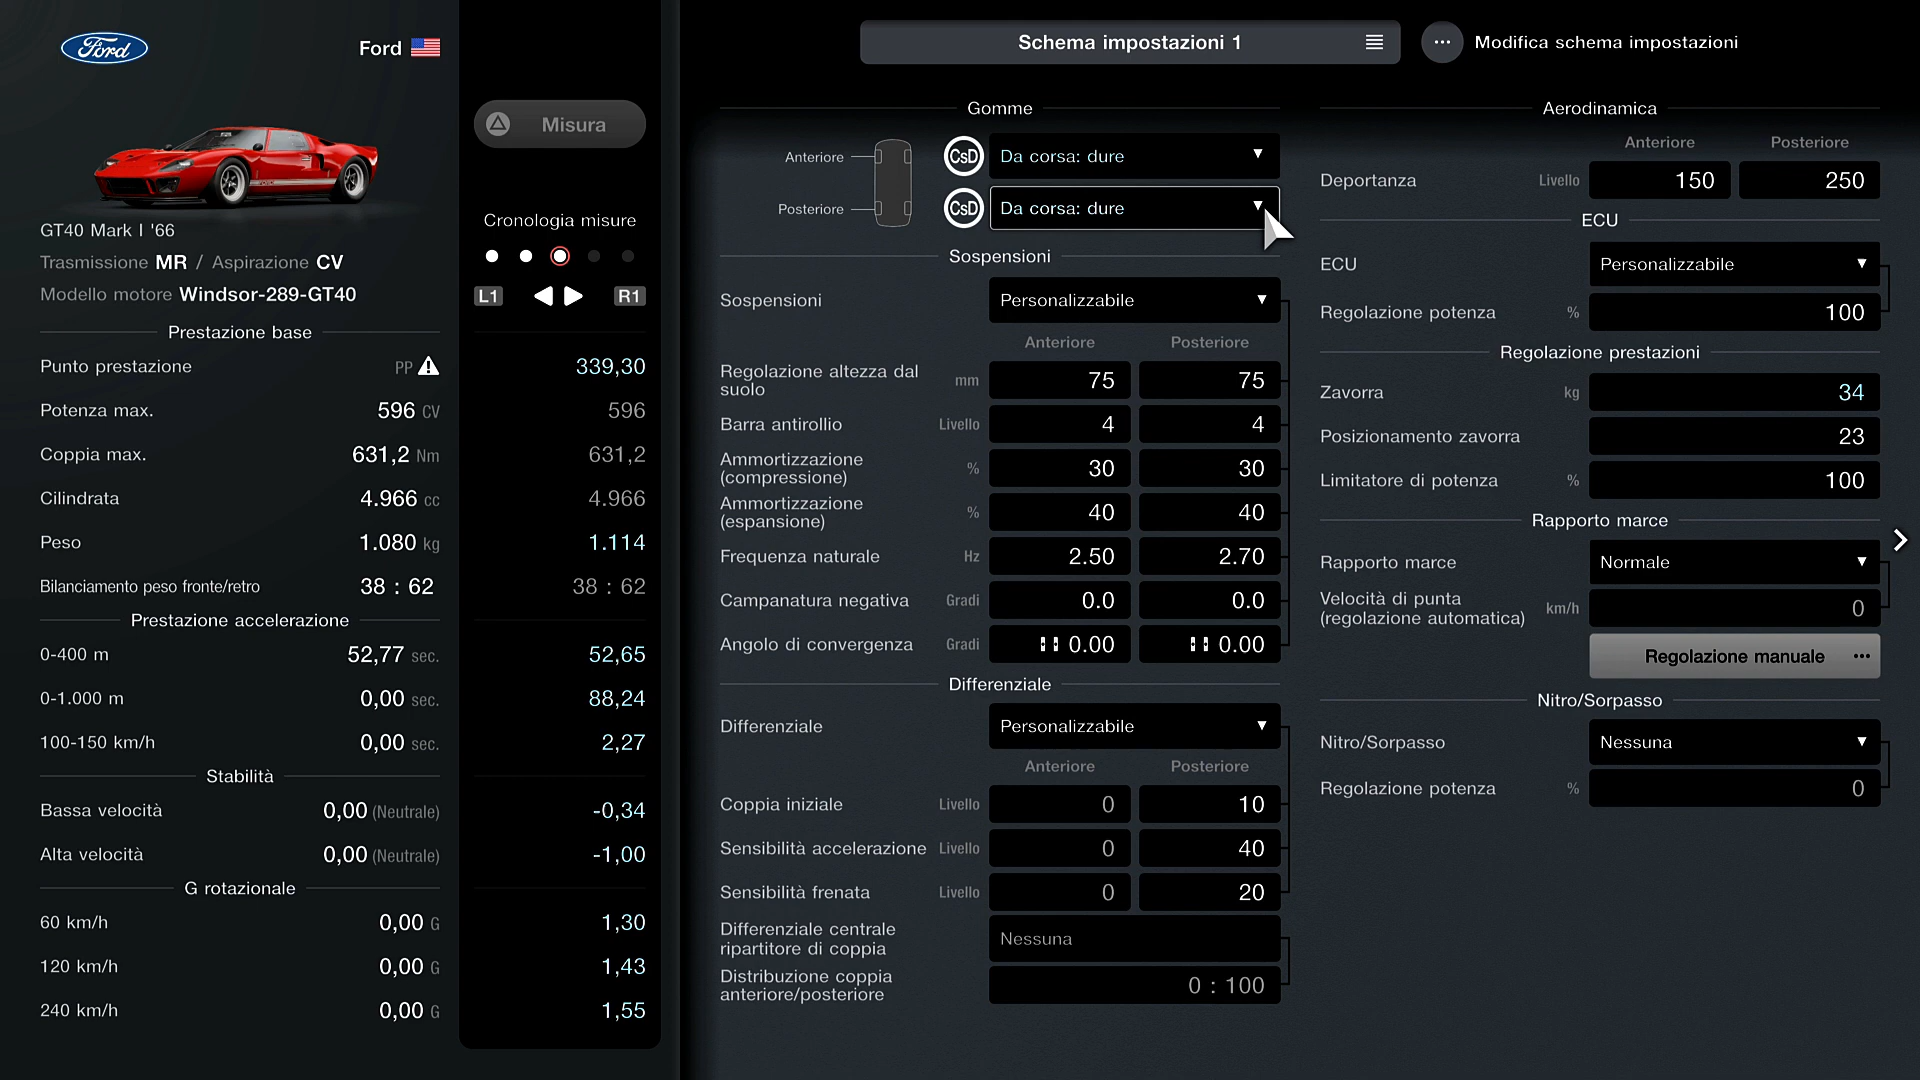 Ford
Ford
GT40 Mark I '66
Trasmissione MR / Aspirazione CV
Modello motore Windsor-289-GT40
Prestazione base
Punto prestazione PP
Potenza max. 596 CV
Coppia max. 631,2 Nm
Cilindrata 4.966 cc
Peso 1.080 kg
Bilanciamento peso fronte/retro 38 : 62
Prestazione accelerazione
0-400 m 52,77 sec.
0-1.000 m 0,00 sec.
100-150 km/h 0,00 sec.
Stabilità
Bassa velocità 0,00 (Neutrale)
Alta velocità 0,00 (Neutrale)
G rotazionale
60 km/h 0,00 G
120 km/h 0,00 G
240 km/h 0,00 G
Misura
Cronologia misure
L1 R1
339,30
596
631,2
4.966
1.114
38 : 62
52,65
88,24
2,27
-0,34
-1,00
1,30
1,43
1,55
Schema impostazioni 1
Modifica schema impostazioni
Gomme
Anteriore CsD Da corsa: dure
Posteriore CsD Da corsa: dure
Sospensioni
Sospensioni Personalizzabile
Anteriore Posteriore
Regolazione altezza dal
suolo mm 75 75
Barra antirollio Livello 4 4
Ammortizzazione
(compressione) % 30 30
Ammortizzazione
(espansione) % 40 40
Frequenza naturale Hz 2.50 2.70
Campanatura negativa Gradi 0.0 0.0
Angolo di convergenza Gradi 0.00 0.00
Differenziale
Differenziale Personalizzabile
Anteriore Posteriore
Coppia iniziale Livello 0 10
Sensibilità accelerazione Livello 0 40
Sensibilità frenata Livello 0 20
Differenziale centrale
ripartitore di coppia Nessuna
Distribuzione coppia
anteriore/posteriore 0 : 100
Aerodinamica
Anteriore Posteriore
Deportanza Livello 150 250
ECU
ECU Personalizzabile
Regolazione potenza % 100
Regolazione prestazioni
Zavorra kg 34
Posizionamento zavorra 23
Limitatore di potenza % 100
Rapporto marce
Rapporto marce Normale
Velocità di punta
(regolazione automatica) km/h 0
Regolazione manuale
Nitro/Sorpasso
Nitro/Sorpasso Nessuna
Regolazione potenza % 0